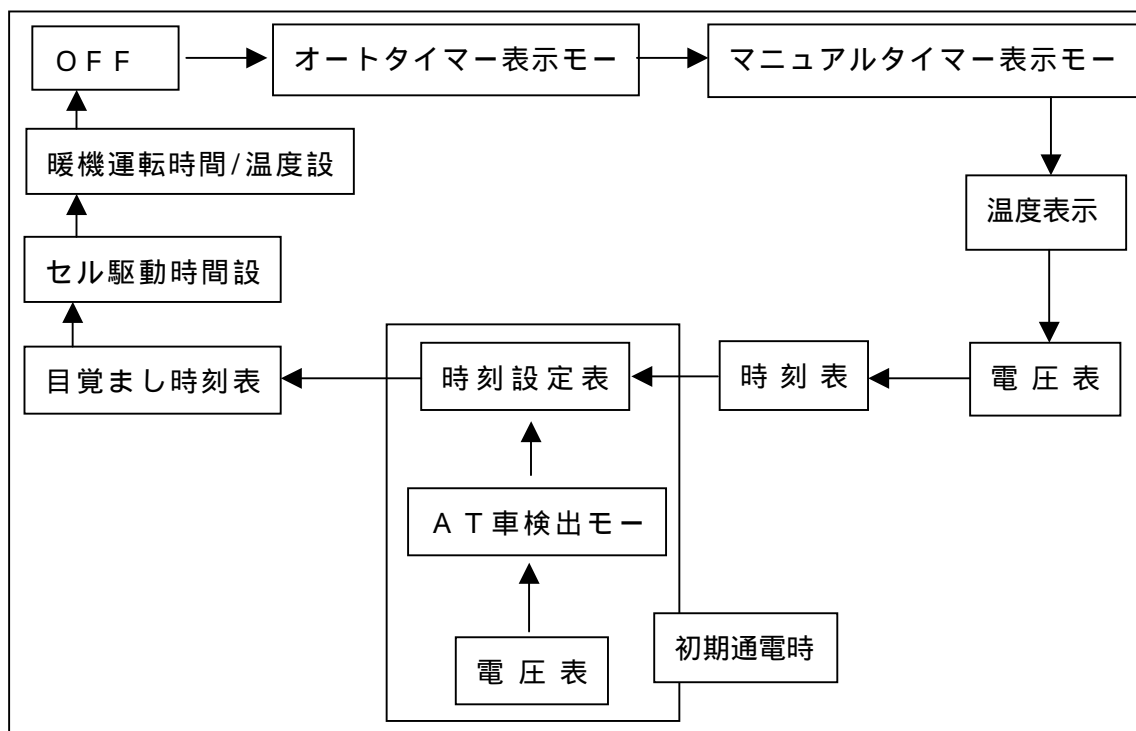 ＯＦＦ
オートタイマー表示モー
マニュアルタイマー表示モー
暖機運転時間/温度設
温度表示
セル駆動時間設
目覚まし時刻表
時刻設定表
時刻表
電圧表
ＡＴ車検出モー
初期通電時
電圧表